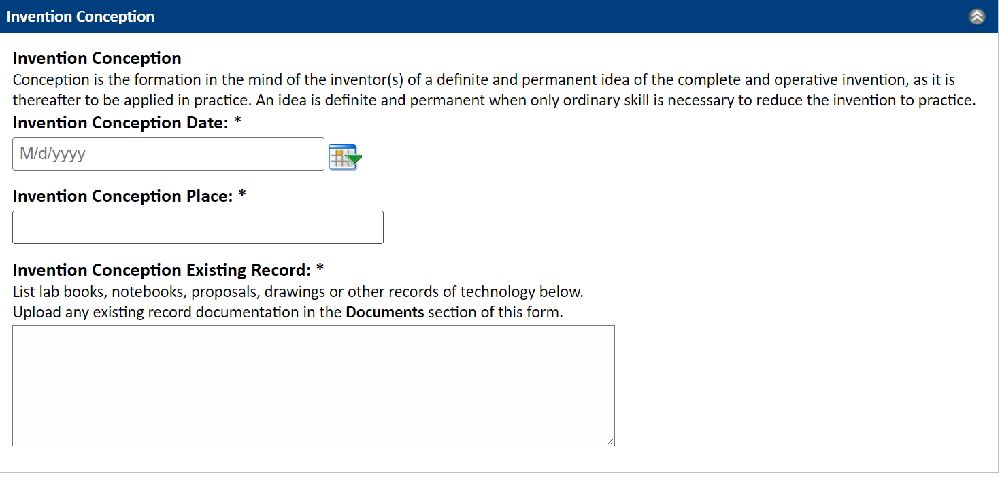 Invention Conception
Invention Conception
Conception is the formation in the mind of the inventor(s) of a definite and permanent idea of the complete and operative invention, as it is
thereafter to be applied in practice. An idea is definite and permanent when only ordinary skill is necessary to reduce the invention to practice.
Invention Conception Date: *
M/d/yyyy
Invention Conception Place: *
Invention Conception Existing Record: *
List lab books, notebooks, proposals, drawings or other records of technology below.
Upload any existing record documentation in the Documents section of this form.